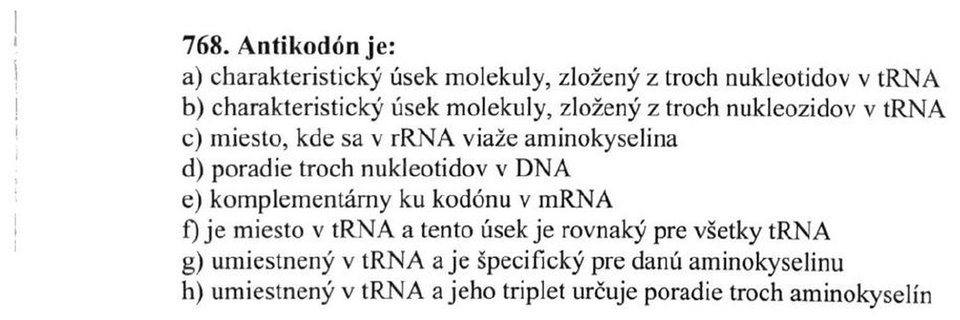 768. Antikodón je:
a) charakteristický úsek molekuly, zložený z troch nukleotidov v tRNA
b) charakteristický úsek molekuly, zložený z troch nukleozidov v tRNA
c) miesto, kde sa v rRNA viaže aminokyselina
d) poradie troch nukleotidov v DNA
e) komplementárny ku kodónu v mRNA
f) je miesto v tRNA a tento úsek je rovnaký pre všetky tRNA
g) umiestnený v tRNA a je špecifický pre danú aminokyselinu
h) umiestnený v tRNA a jeho triplet určuje poradie troch aminokyselín